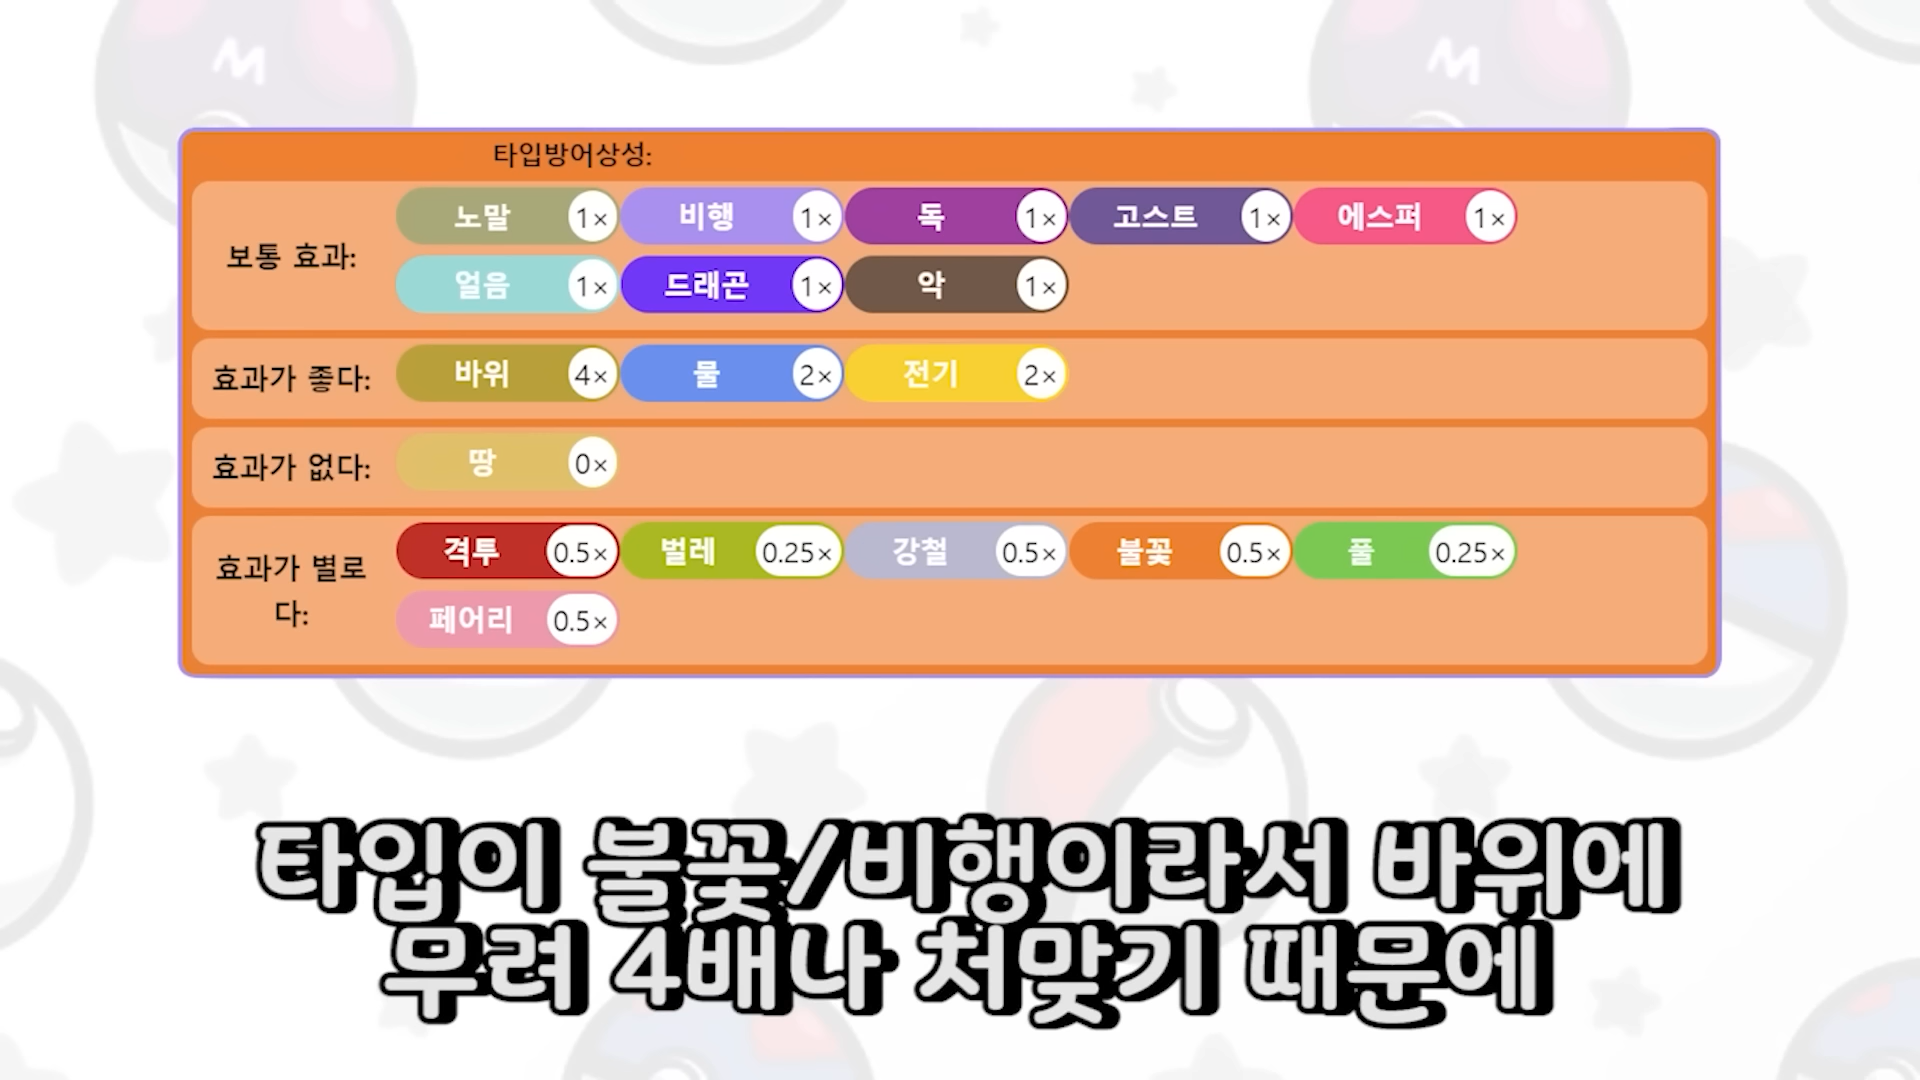 타입방어상성:
보통 효과:
노말 1× 비행 1× 독 1× 고스트 1× 에스퍼 1×
얼음 1× 드래곤 1× 악 1×
효과가 좋다:
바위 4× 물 2× 전기 2×
효과가 없다:
땅 0×
효과가 별로
다:
격투 0.5× 벌레 0.25× 강철 0.5× 불꽃 0.5× 풀 0.25×
페어리 0.5×
타입이 불꽃/비행이라서 바위에
무려 4배나 처맞기 때문에